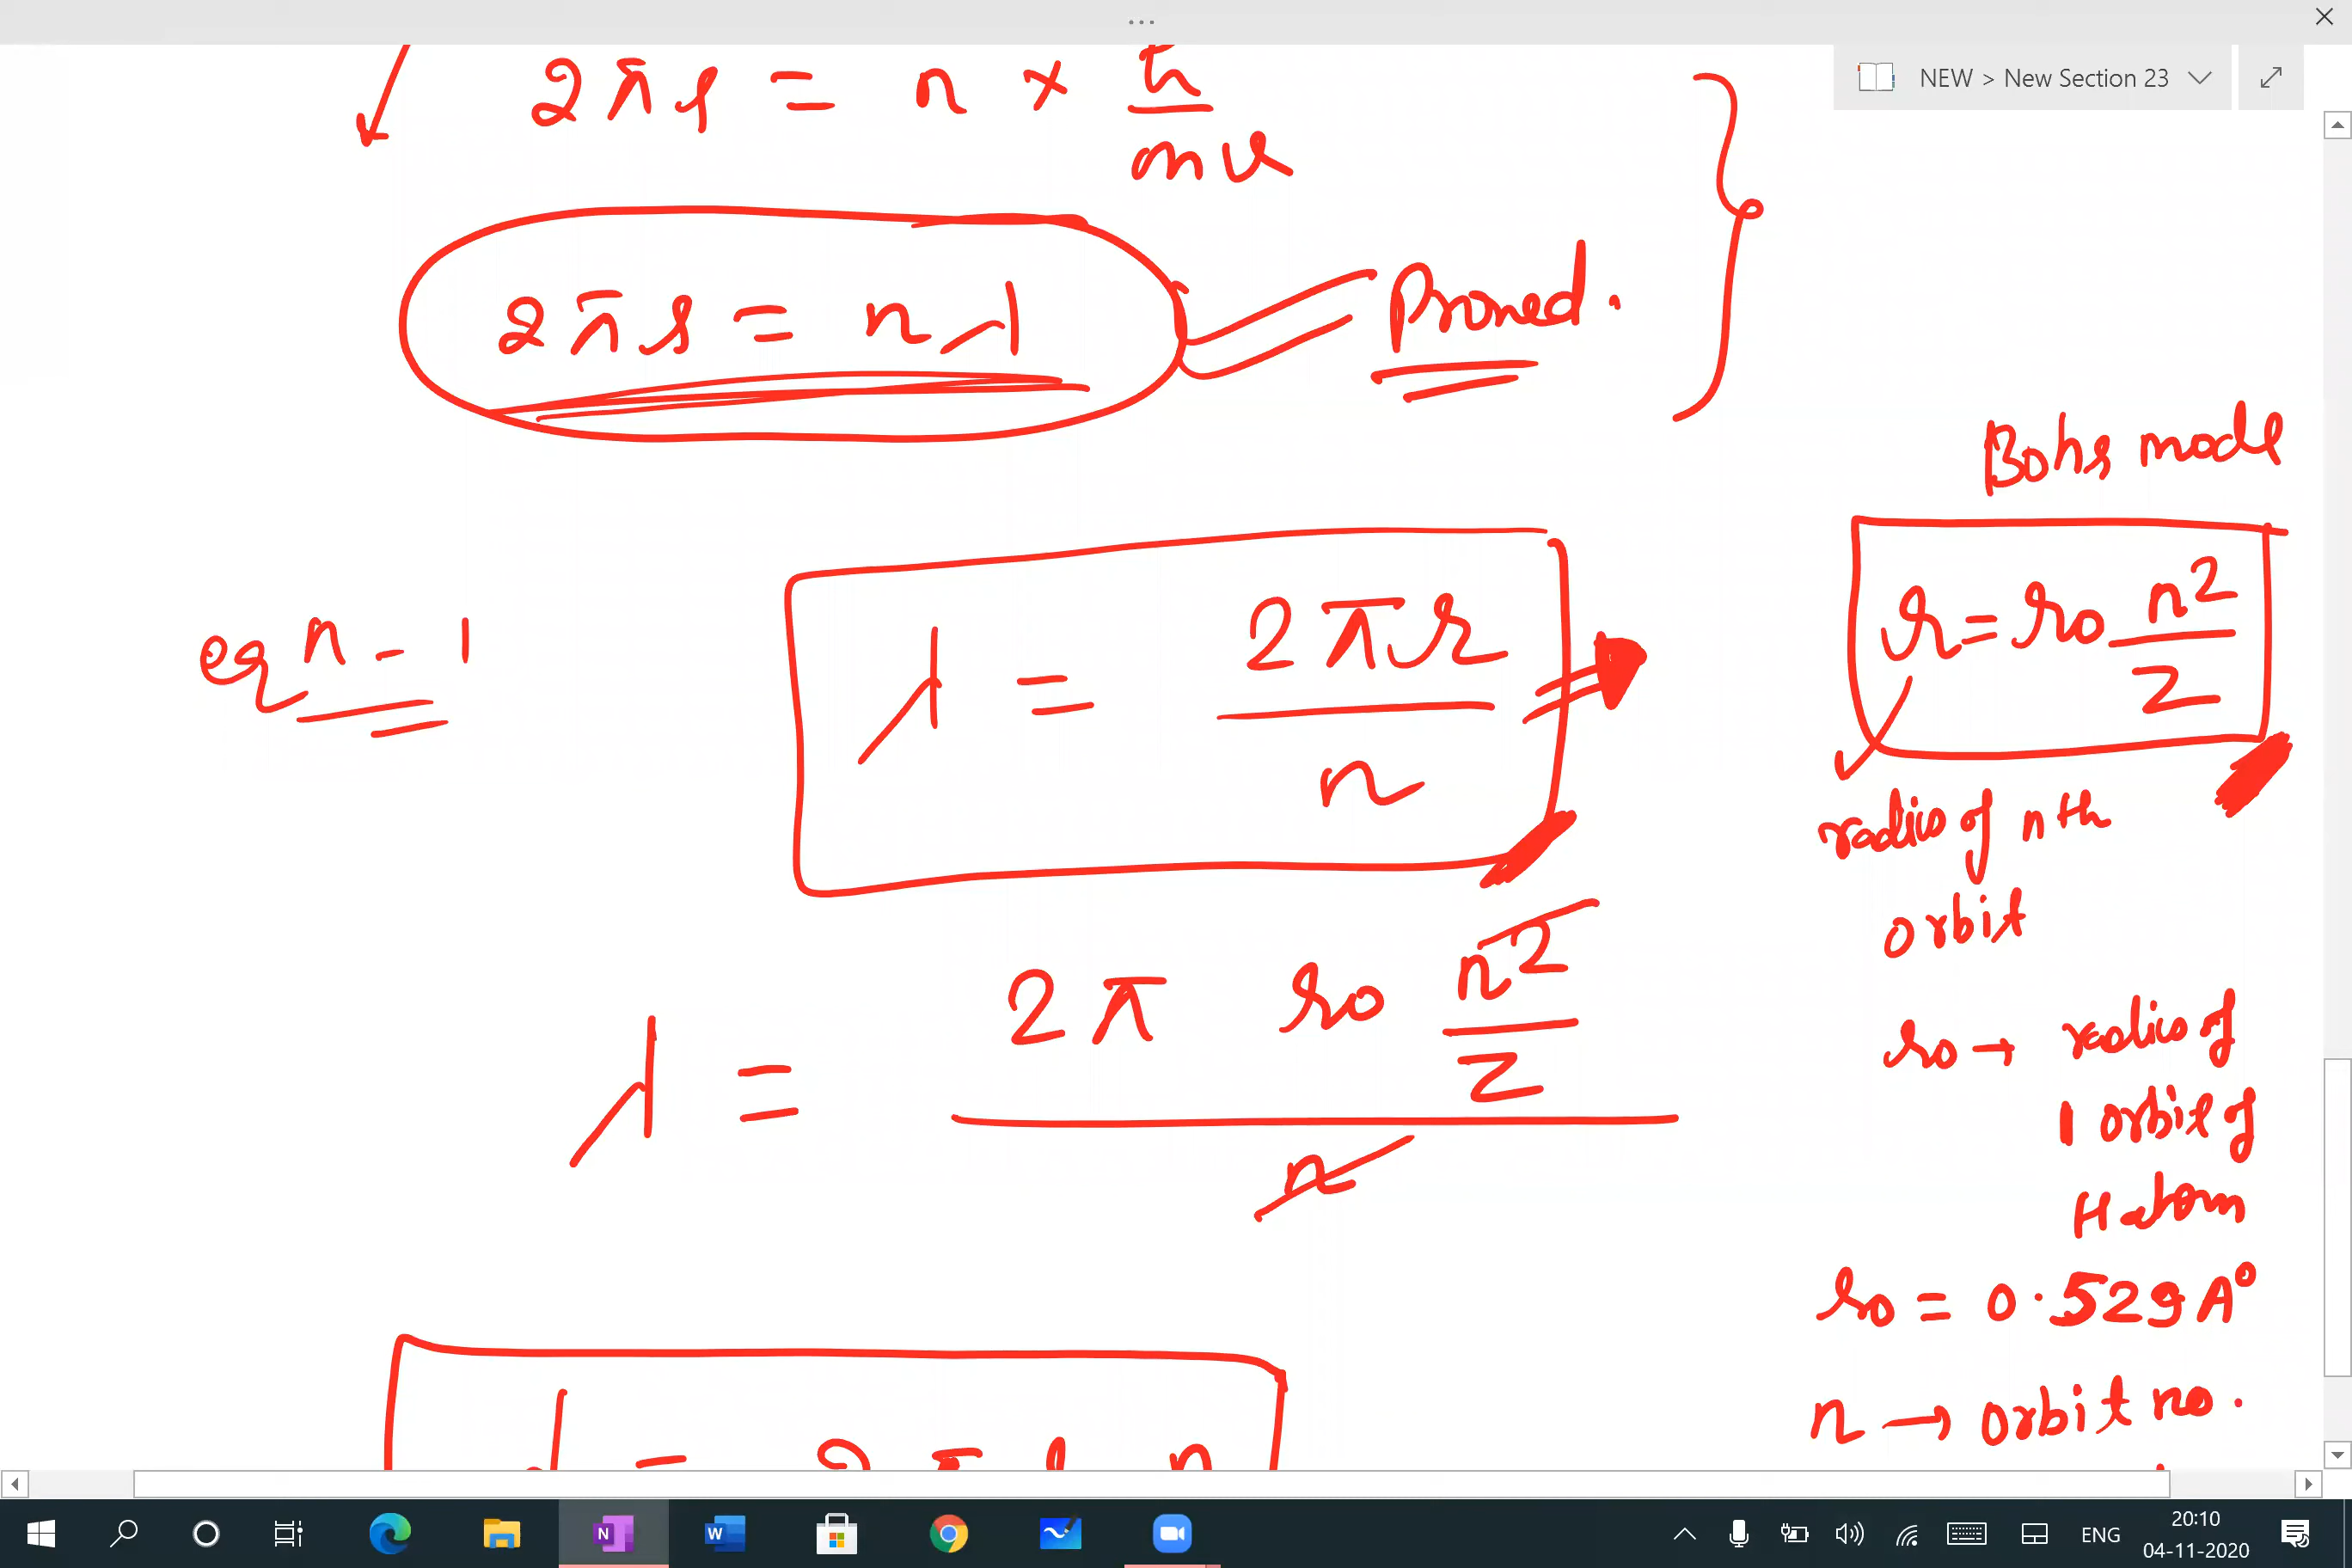 NEW > New Section 23
2πr = n × h
mv
2πr = nλ
Proved.
Bohr mode
r = r0 n²
Z
eqⁿ - 1
λ = 2πr
n
radius of nth
orbit
λ = 2π r0 n²
Z
n
r0 → radius of
1 orbit of
H atom
r0 = 0.529 A°
n → orbit no.
ENG
20:10
04-11-2020